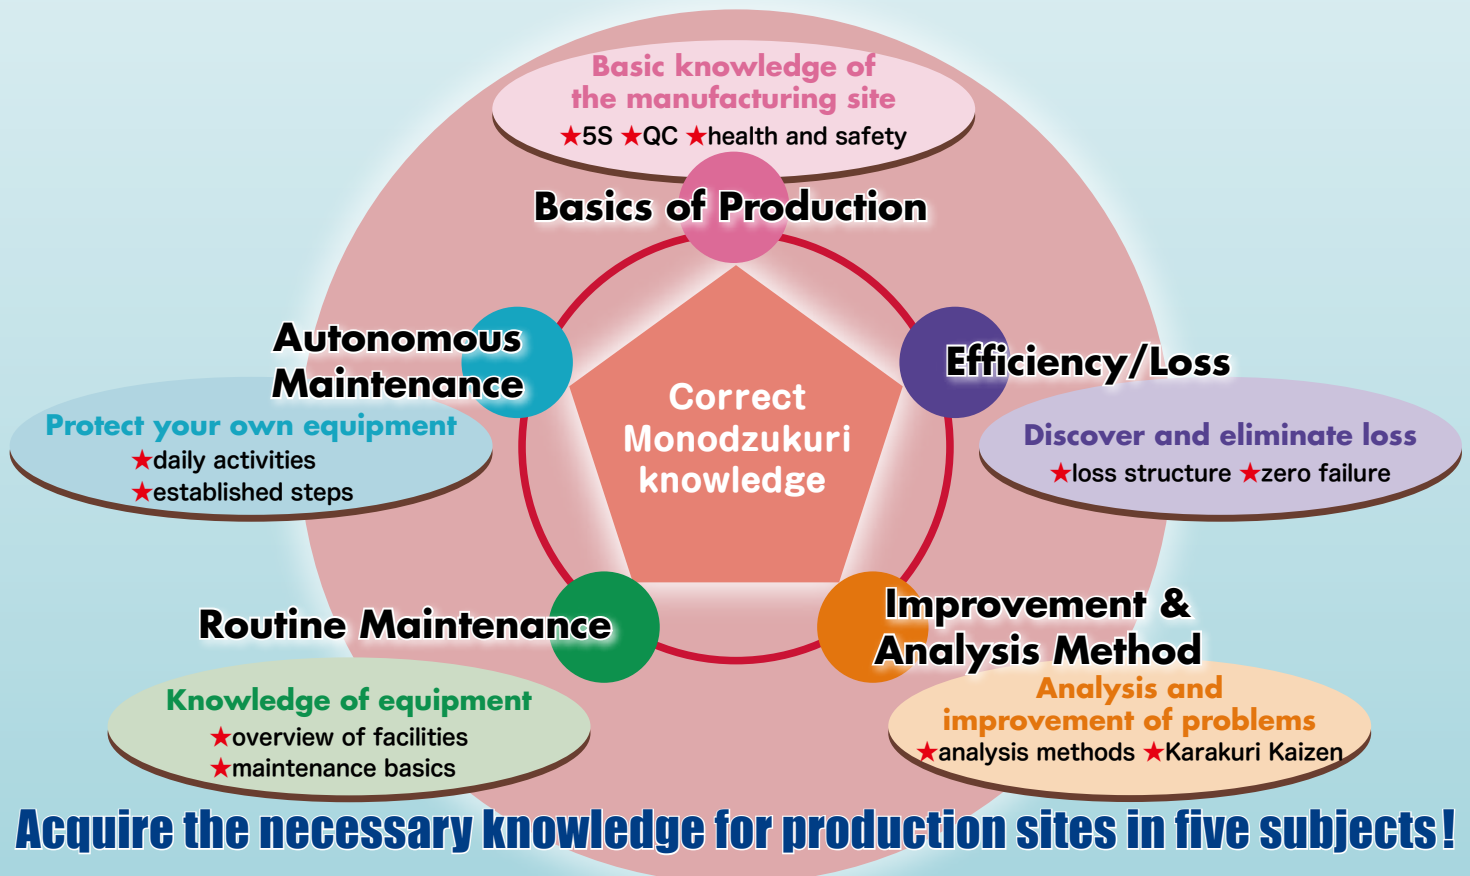 Basic knowledge of
the manufacturing site
★5S ★QC ★health and safety
Basics of Production
Autonomous
Maintenance
Protect your own equipment
★daily activities
★established steps
Efficiency/Loss
Discover and eliminate loss
★loss structure ★zero failure
Correct
Monodzukuri
knowledge
Routine Maintenance
Knowledge of equipment
★overview of facilities
★maintenance basics
Improvement &
Analysis Method
Analysis and
improvement of problems
★analysis methods ★Karakuri Kaizen
Acquire the necessary knowledge for production sites in five subjects!